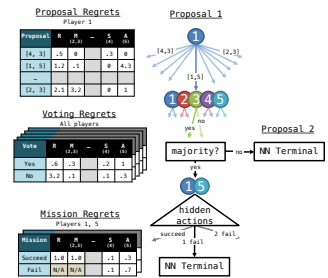 Proposal Regrets
Player 1
Proposal R M (2,3) … S (4) A (5)
[4, 3] .5 0 .3 0
[1, 5] 1.2 .1 0 4.3
…
[2, 3] 2.1 3.2 0 1
Voting Regrets
All players
Vote R M (2,3) … S (4) A (5)
Yes .6 .3 .2 1
No 3.2 .1 .1 .3
Mission Regrets
Players 1, 5
Mission R M (2,3) … S (4) A (5)
Succeed 1.0 1.0 .1 .3
Fail N/A N/A .1 .7
Proposal 1
1
[4,3] [2,3]
[1,5]
1 2 3 4 5
no
yes
Proposal 2
majority? no NN Terminal
yes
1 5
hidden
actions
succeed 2 fail
1 fail
NN Terminal